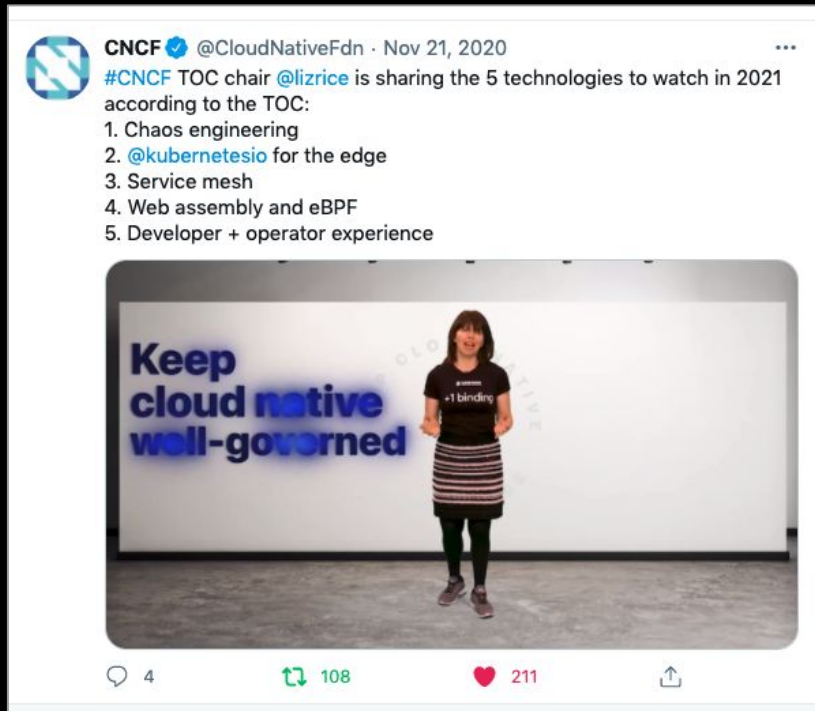 CNCF @CloudNativeFdn · Nov 21, 2020
#CNCF TOC chair @lizrice is sharing the 5 technologies to watch in 2021
according to the TOC:
1. Chaos engineering
2. @kubernetesio for the edge
3. Service mesh
4. Web assembly and eBPF
5. Developer + operator experience
Keep
cloud native
well-governed
+1 binding
4 108 211